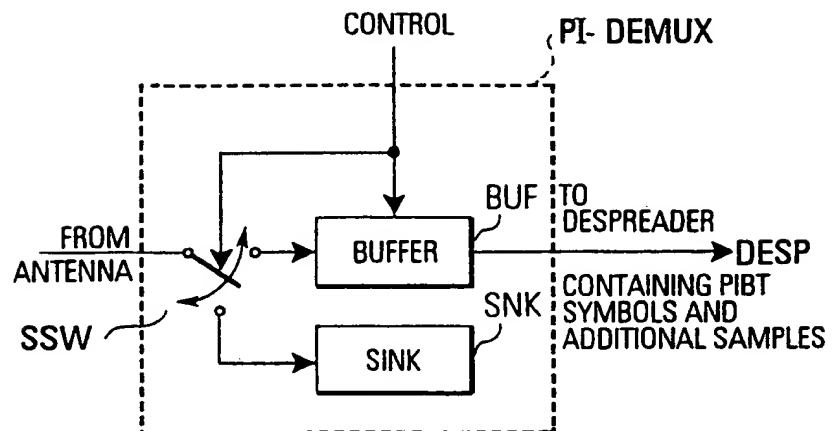 CONTROL
PI- DEMUX
BUF
TO
DESPREADER
FROM
ANTENNA
BUFFER
DESP
CONTAINING PIBT
SYMBOLS AND
ADDITIONAL SAMPLES
SSW
SNK
SINK